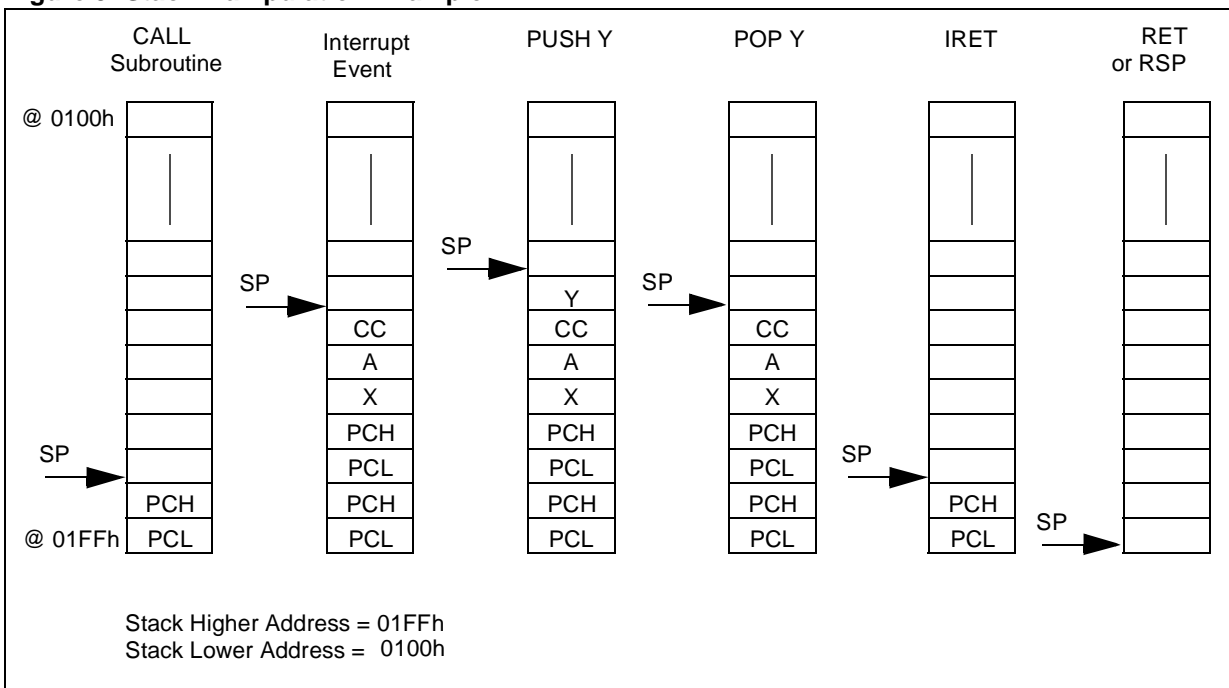 CALL
Subroutine
Interrupt
Event
PUSH Y
POP Y
IRET
RET
or RSP
@ 0100h
SP
SP
SP
Y
CC
CC
CC
A
A
A
X
X
X
PCH
PCH
PCH
SP
SP
PCL
PCL
PCL
PCH
PCH
PCH
PCH
PCH
SP
@ 01FFh
PCL
PCL
PCL
PCL
PCL
Stack Higher Address = 01FFh
Stack Lower Address = 0100h